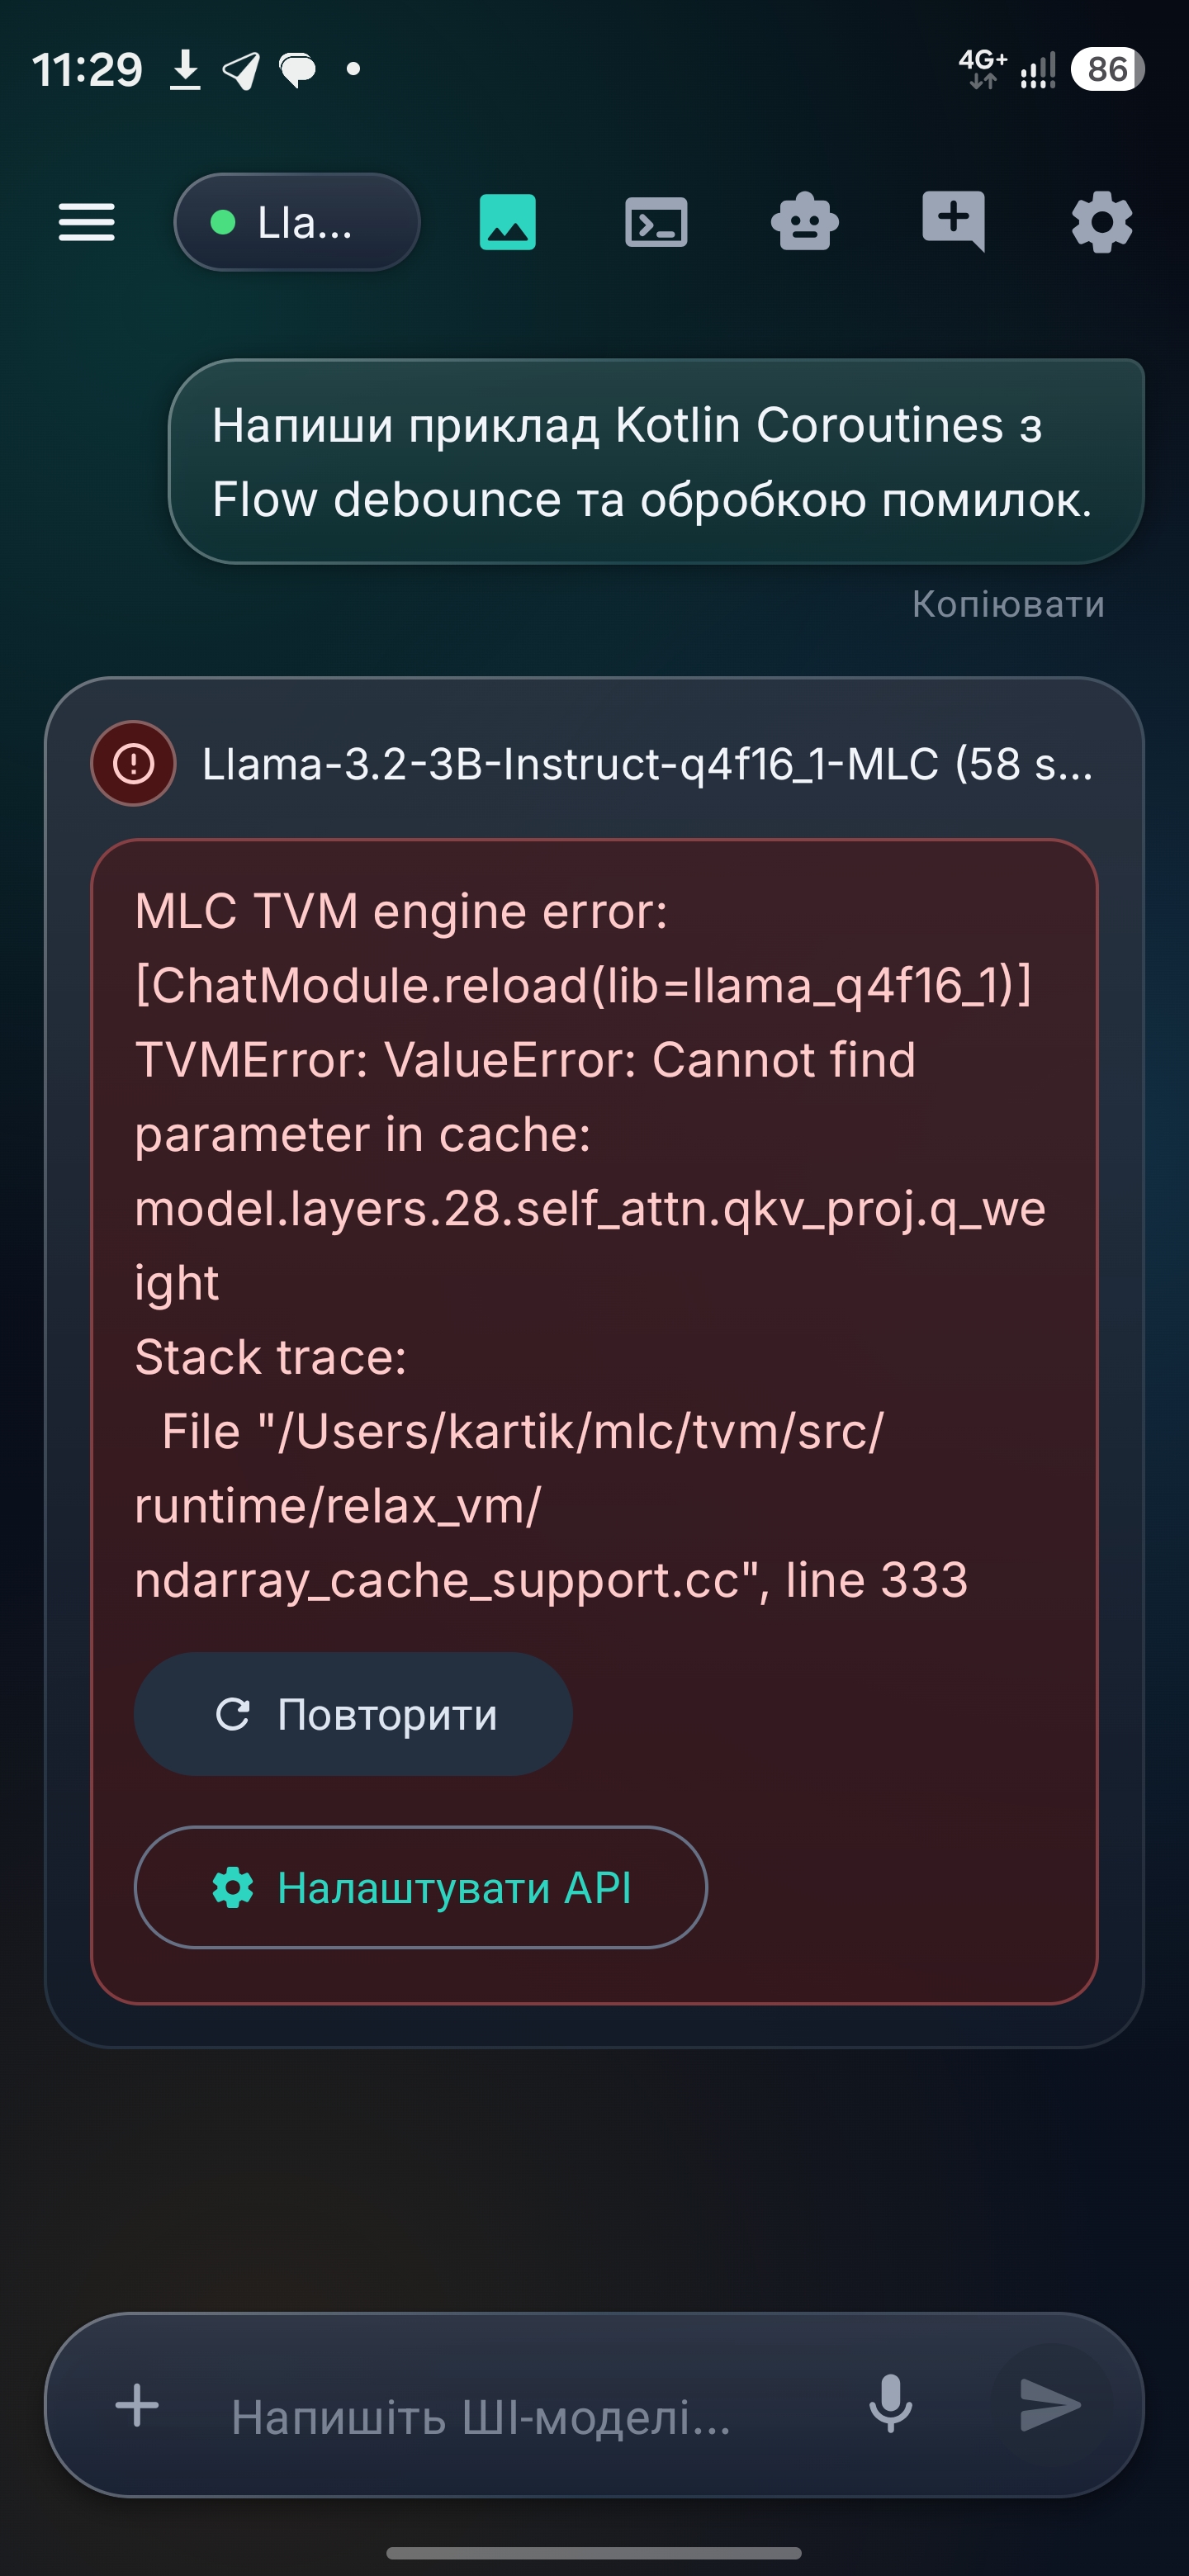 11:29
4G+
86
Lla...
Напиши приклад Kotlin Coroutines з
Flow debounce та обробкою помилок.
Копіювати
Llama-3.2-3B-Instruct-q4f16_1-MLC (58 s...
MLC TVM engine error:
[ChatModule.reload(lib=llama_q4f16_1)]
TVMError: ValueError: Cannot find
parameter in cache:
model.layers.28.self_attn.qkv_proj.q_we
ight
Stack trace:
  File "/Users/kartik/mlc/tvm/src/
runtime/relax_vm/
ndarray_cache_support.cc", line 333
Повторити
Налаштувати API
Напишіть ШІ-моделі...